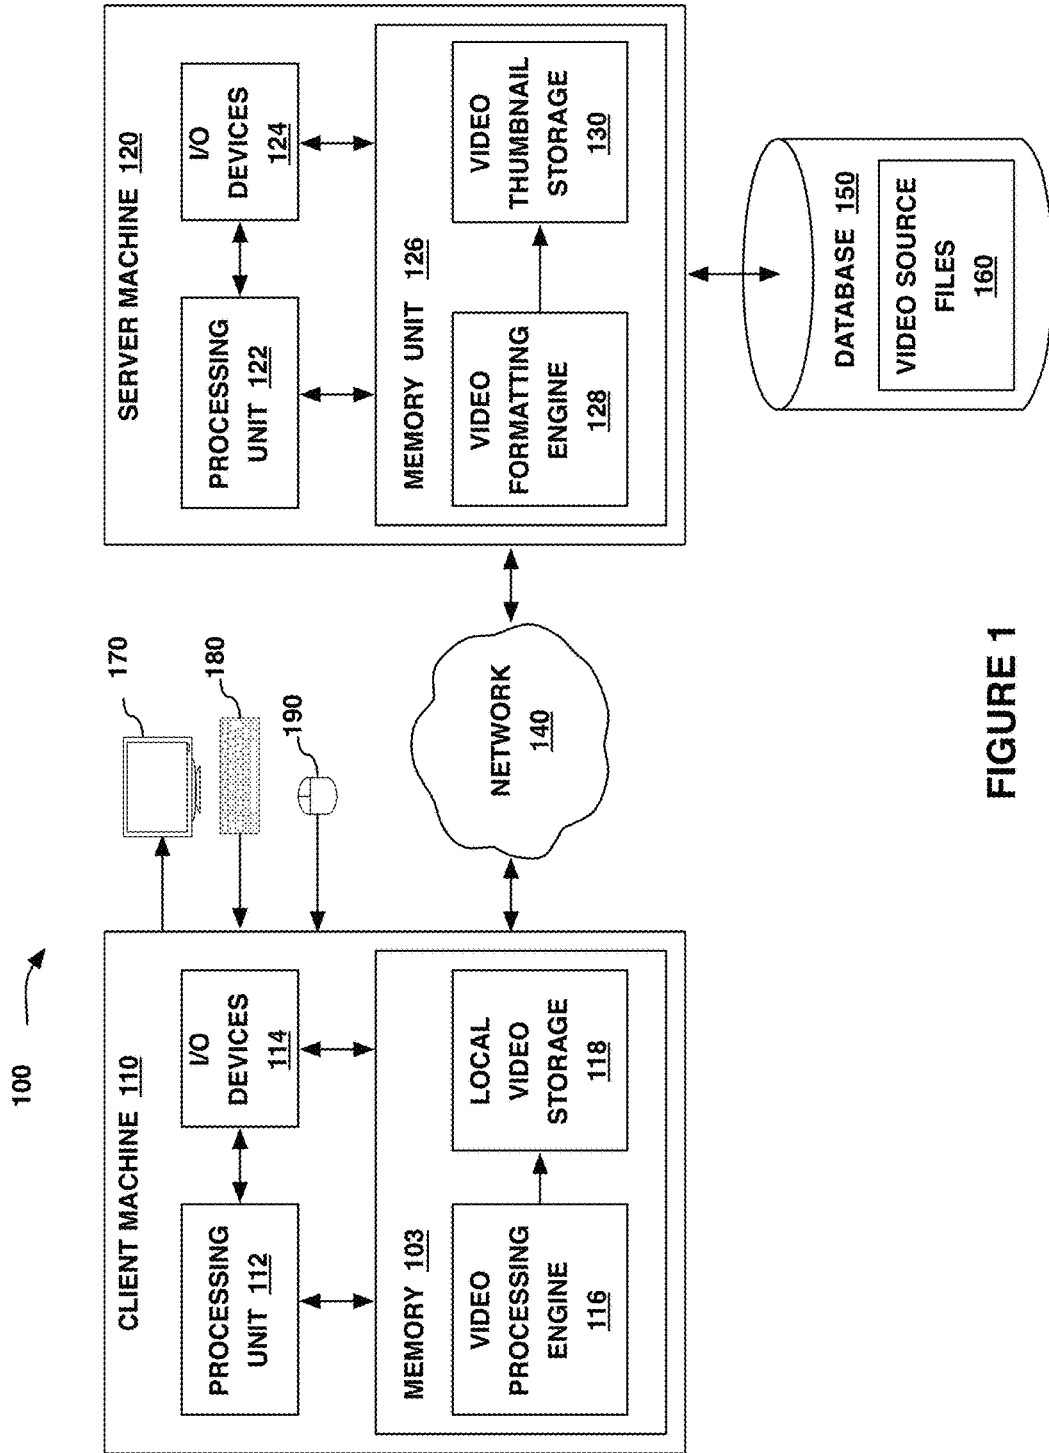 100
CLIENT MACHINE 110
PROCESSING
UNIT 112
I/O
DEVICES
114
MEMORY 103
VIDEO
PROCESSING
ENGINE
116
LOCAL
VIDEO
STORAGE
118
170
180
190
NETWORK
140
SERVER MACHINE 120
PROCESSING
UNIT 122
I/O
DEVICES
124
MEMORY UNIT 126
VIDEO
FORMATTING
ENGINE
128
VIDEO
THUMBNAIL
STORAGE
130
DATABASE 150
VIDEO SOURCE
FILES
160
FIGURE 1